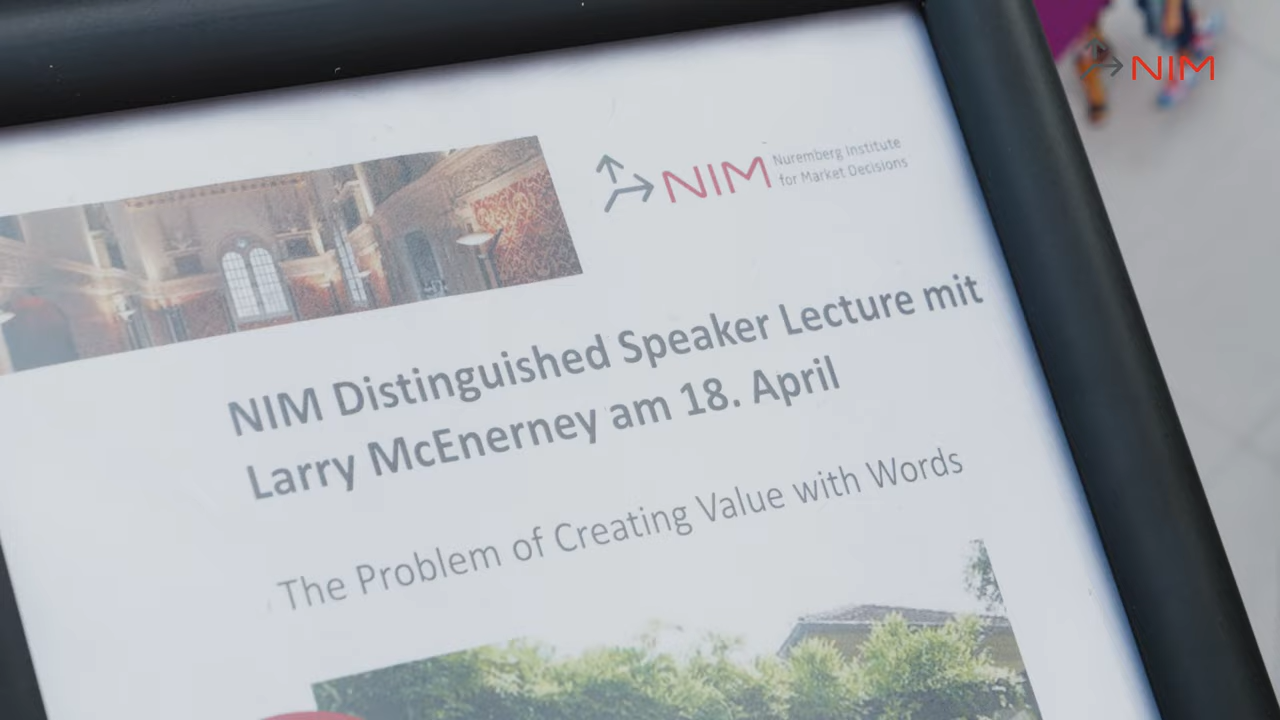 NIM
NIM
Nuremberg Institute
for Market Decisions
NIM Distinguished Speaker Lecture mit
Larry McEnerney am 18. April
The Problem of Creating Value with Words